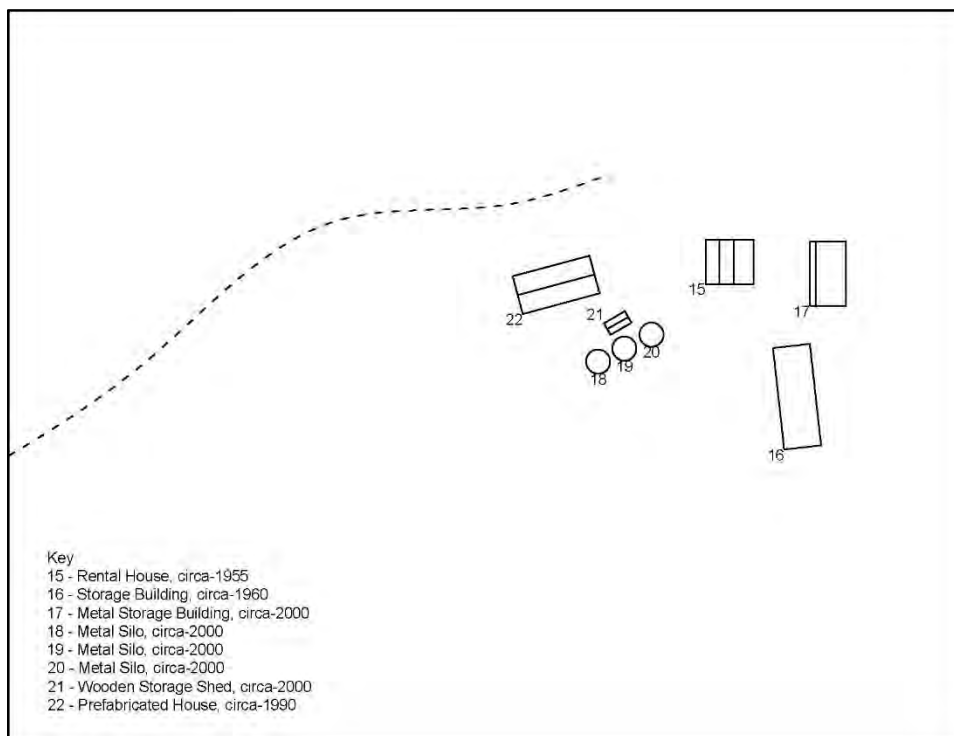 15
17
21
22
20
19
18
16
Key
15 - Rental House, circa-1955
16 - Storage Building, circa-1960
17 - Metal Storage Building, circa-2000
18 - Metal Silo, circa-2000
19 - Metal Silo, circa-2000
20 - Metal Silo, circa-2000
21 - Wooden Storage Shed, circa-2000
22 - Prefabricated House, circa-1990